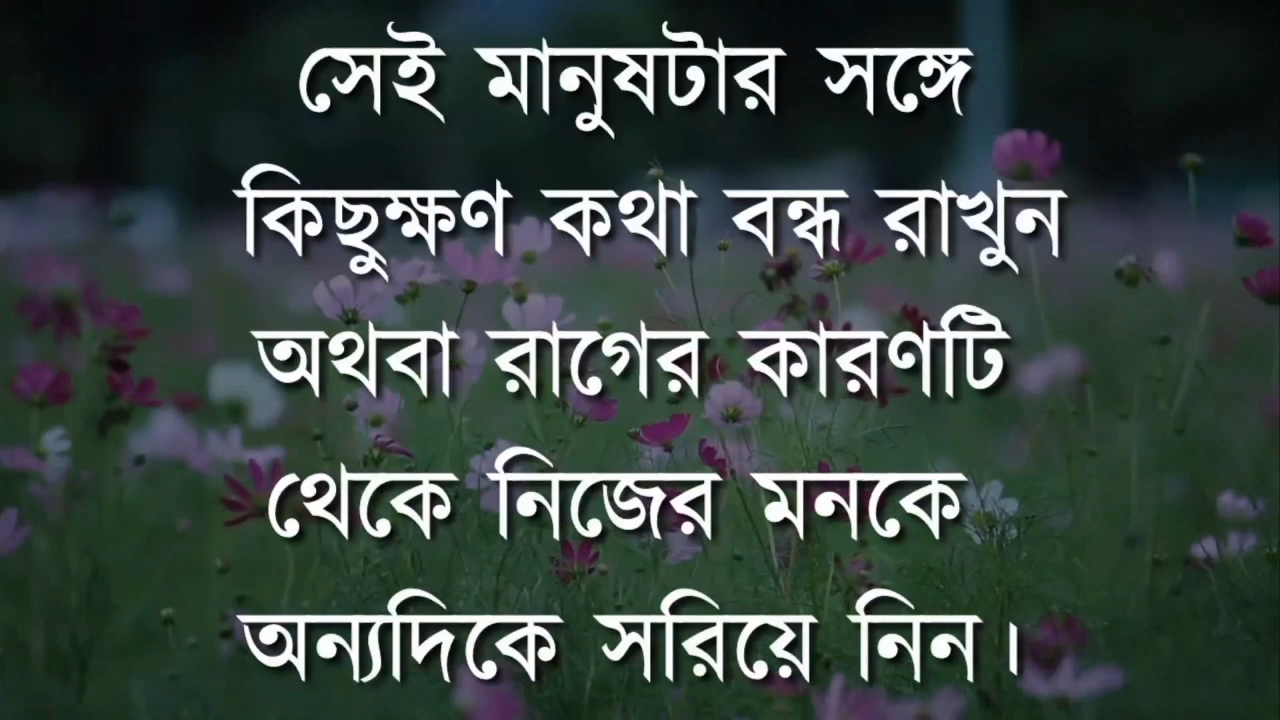 সেই মানুষটার সঙ্গে
কিছুক্ষণ কথা বন্ধ রাখুন
অথবা রাগের কারণটি
থেকে নিজের মনকে
অন্যদিকে সরিয়ে নিন।